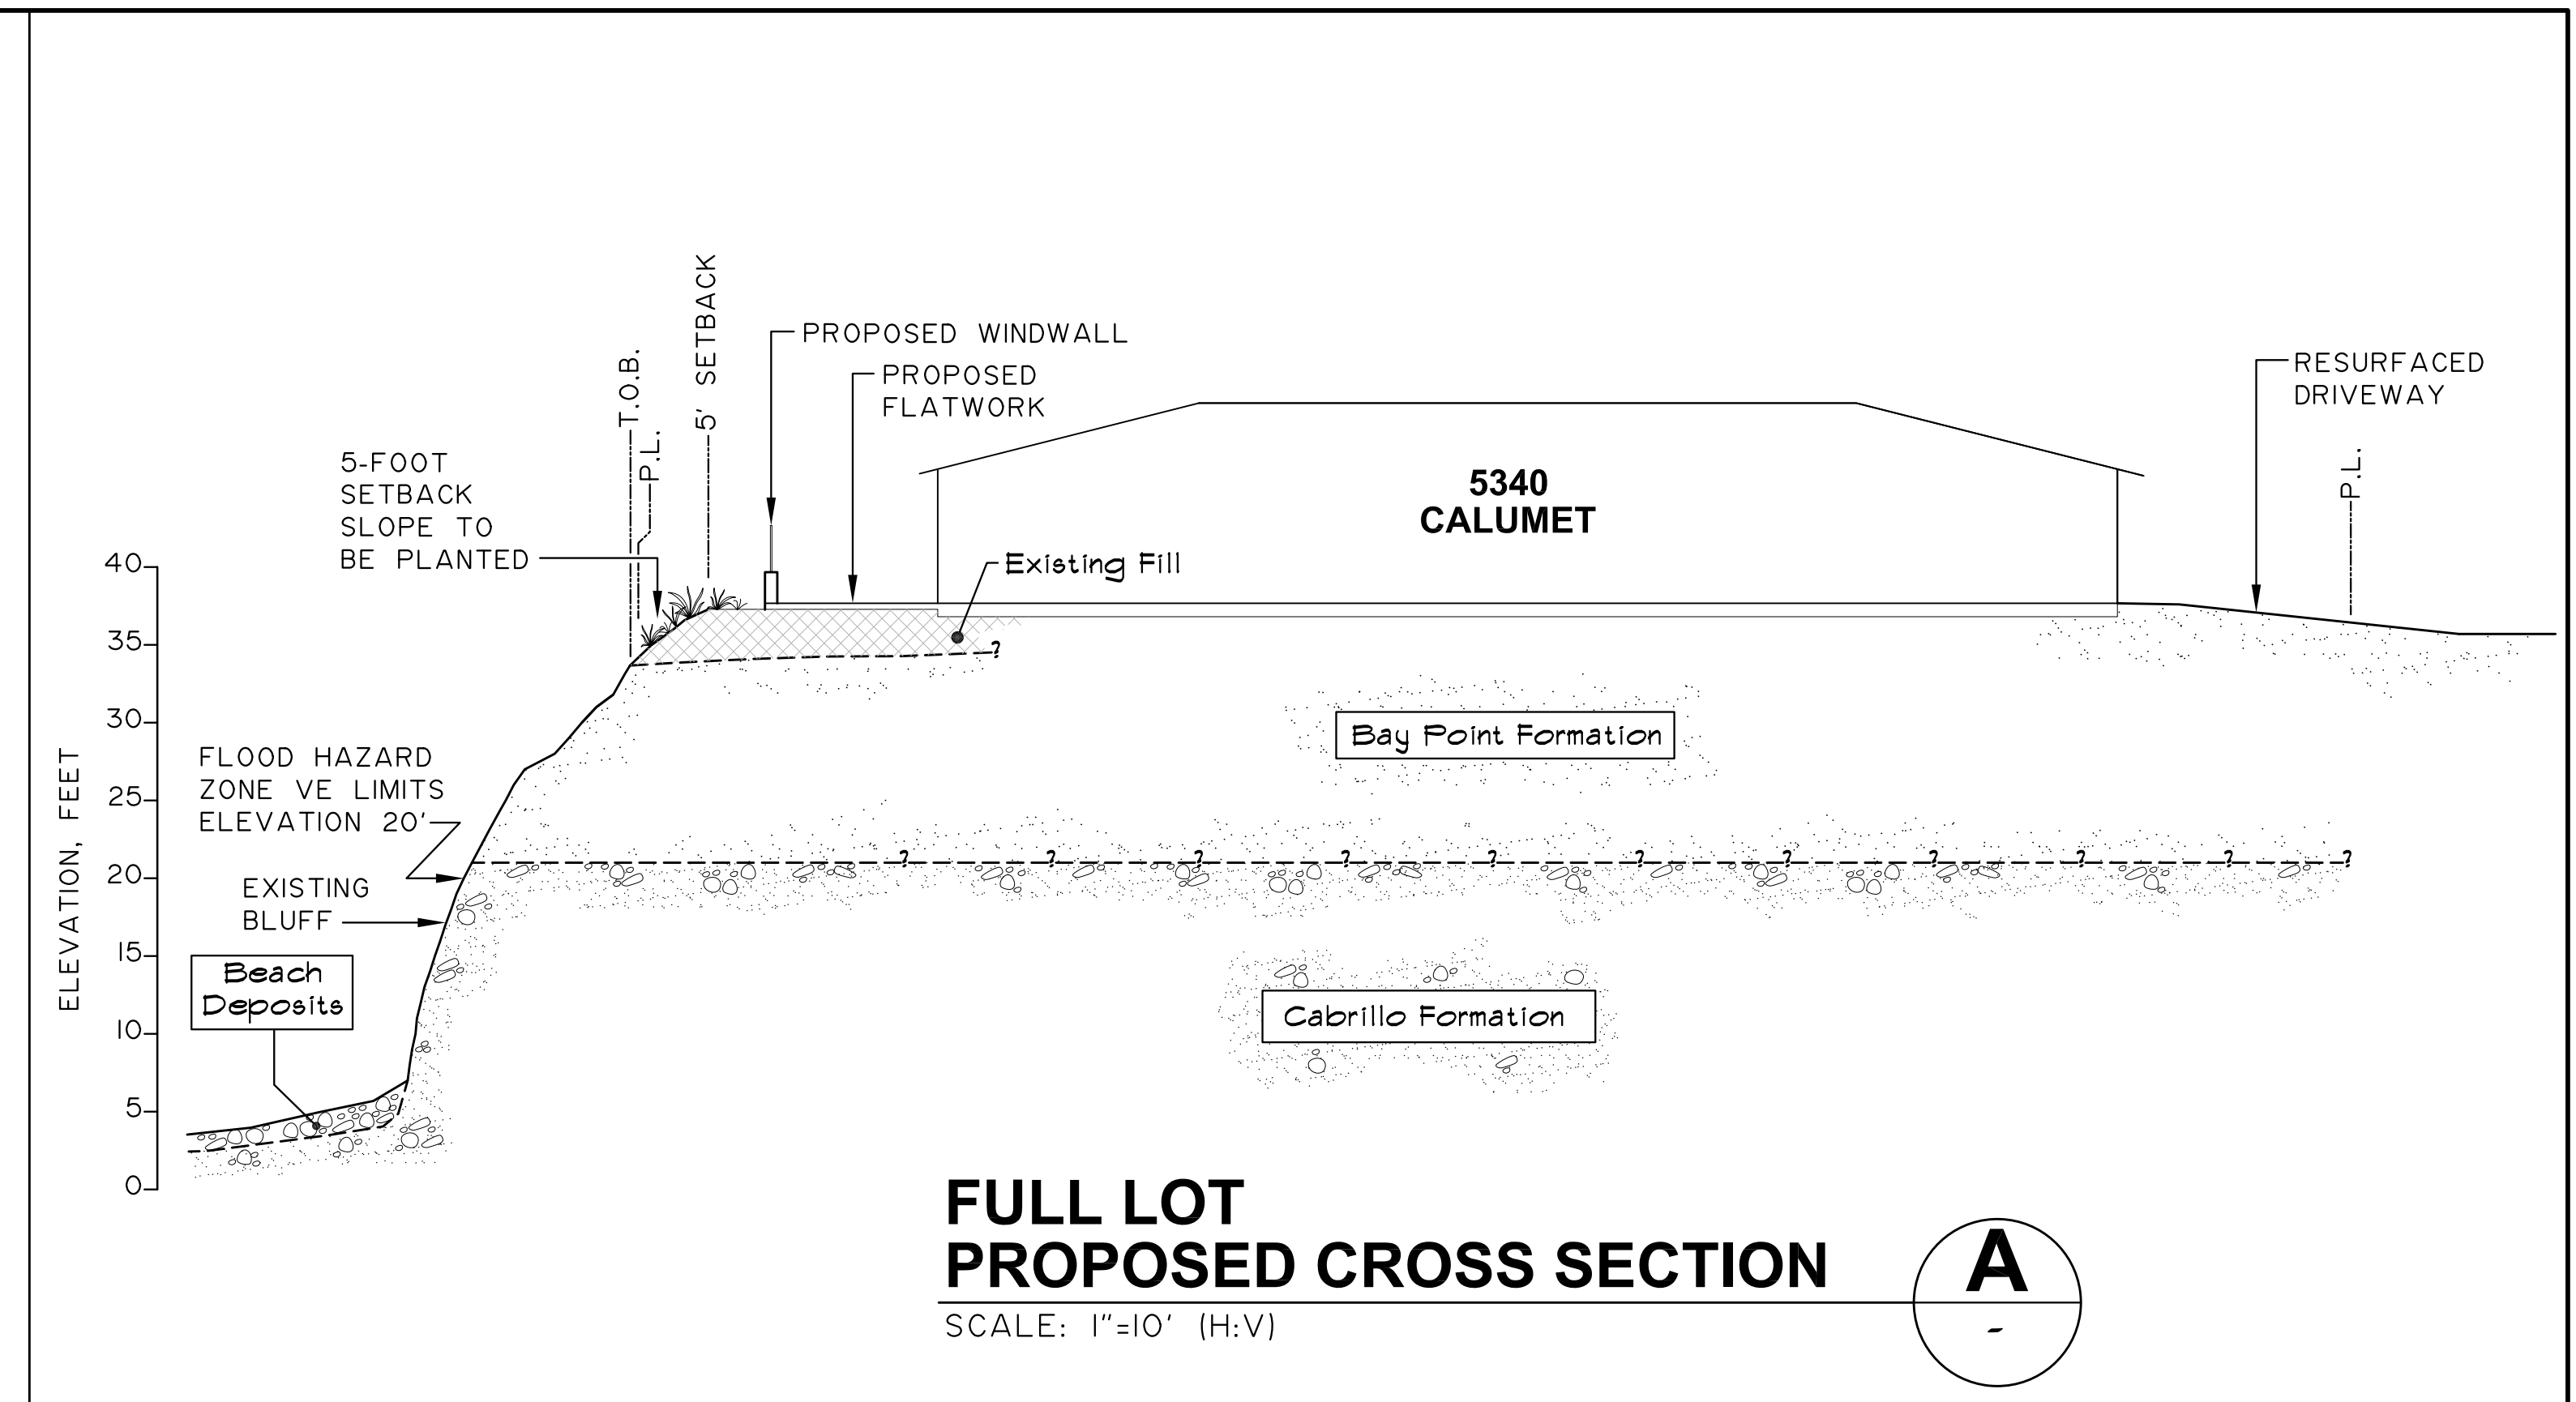 5' SETBACK
T.O.B.
P.L.
PROPOSED WINDWALL
PROPOSED
FLATWORK
RESURFACED
DRIVEWAY
P.L.
5-FOOT
SETBACK
SLOPE TO
BE PLANTED
5340
CALUMET
Existing Fill
ELEVATION, FEET
40
35
30
25
20
15
10
5
0
?
Bay Point Formation
FLOOD HAZARD
ZONE VE LIMITS
ELEVATION 20'
? ? ? ? ? ? ? ? ? ? ?
EXISTING
BLUFF
Beach
Deposits
Cabrillo Formation
FULL LOT
PROPOSED CROSS SECTION
SCALE: 1"=10' (H:V)
A
-